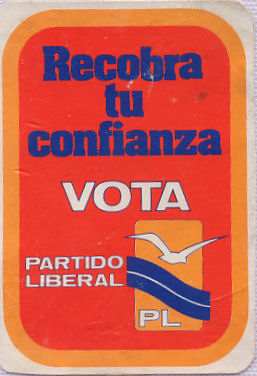 Recobra
tu
confianza
VOTA
PARTIDO
LIBERAL
PL